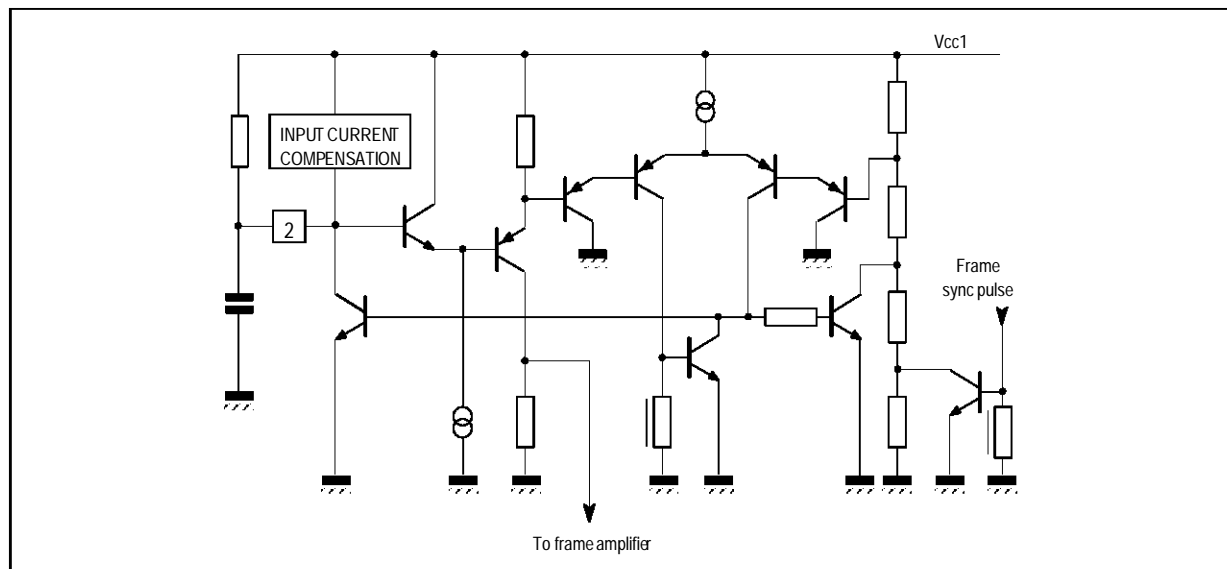 Vcc1
INPUT CURRENT
COMPENSATION
2
Frame
sync pulse
To frame amplifier